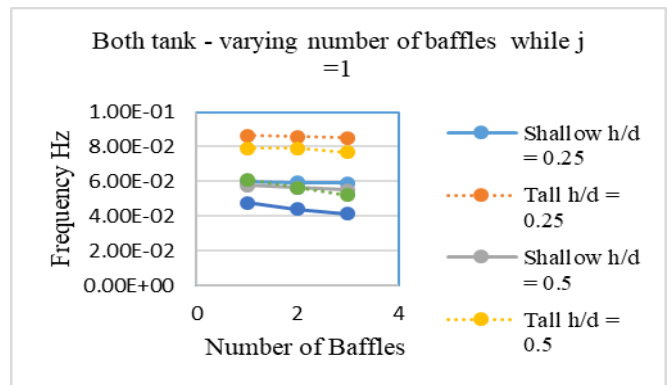 Both tank - varying number of baffles while j
=1
1.00E-01
8.00E-02
6.00E-02
4.00E-02
2.00E-02
0.00E+00
Frequency Hz
0
2
4
Number of Baffles
Shallow h/d
= 0.25
Tall h/d =
0.25
Shallow h/d
= 0.5
Tall h/d =
0.5